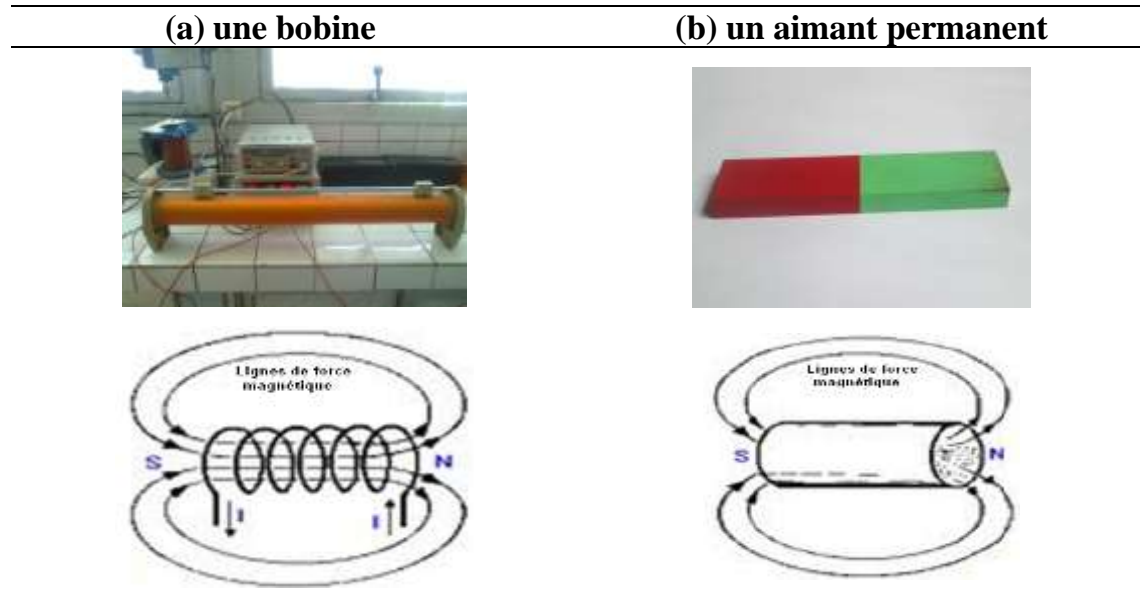 (a) une bobine
(b) un aimant permanent
Lignes de force
magnétique
S
N
I
I
Lignes de force
magnétique
S
N